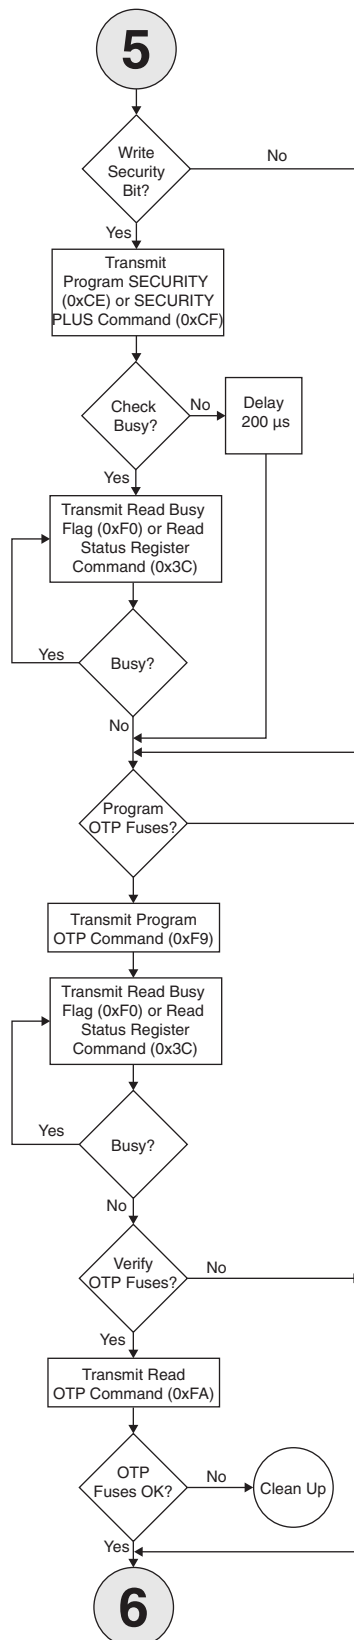 5
Write
Security
Bit?
No
Yes
Transmit
Program SECURITY
(0xCE) or SECURITY
PLUS Command (0xCF)
Check
Busy?
No
Delay
200 µs
Yes
Transmit Read Busy
Flag (0xF0) or Read
Status Register
Command (0x3C)
Yes
Busy?
No
Program
OTP Fuses?
Transmit Program
OTP Command (0xF9)
Transmit Read Busy
Flag (0xF0) or Read
Status Register
Command (0x3C)
Yes
Busy?
No
Verify
OTP Fuses?
No
Yes
Transmit Read
OTP Command (0xFA)
OTP
Fuses OK?
No
Clean Up
Yes
6